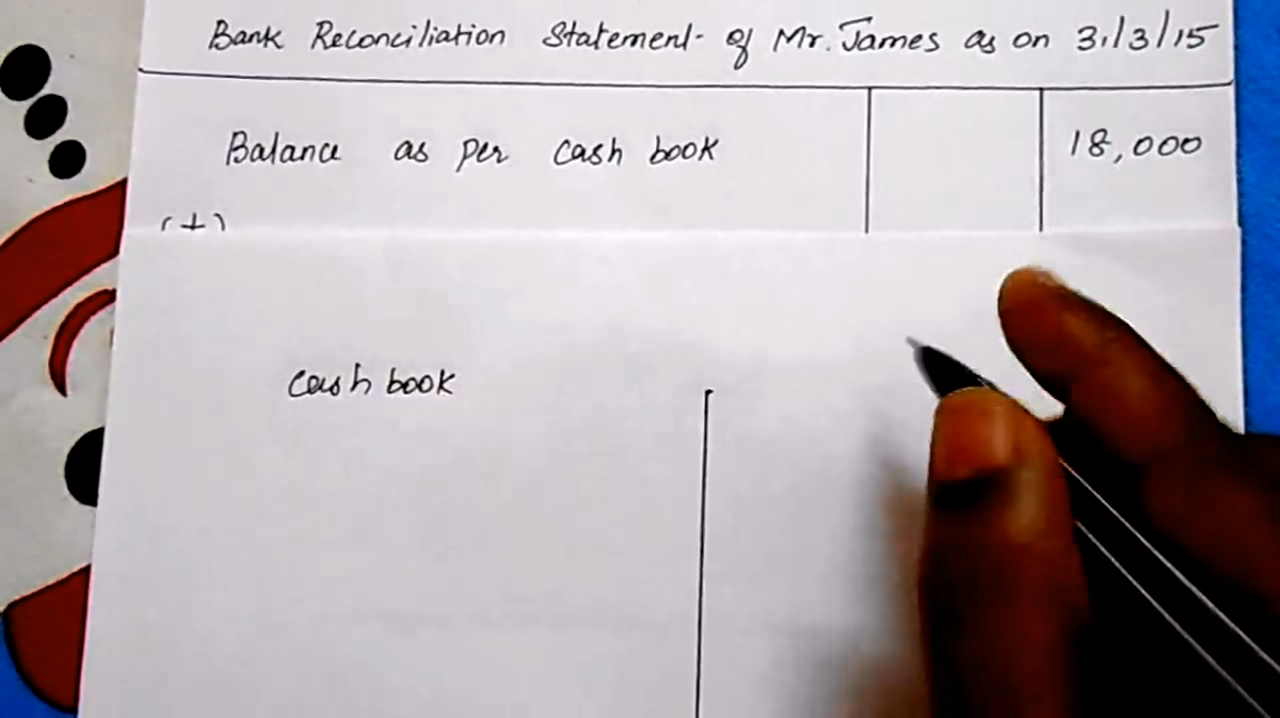 Bank Reconciliation Statement of Mr. James as on 31/3/15
Balance as per cash book 18,000
(+)
cash book